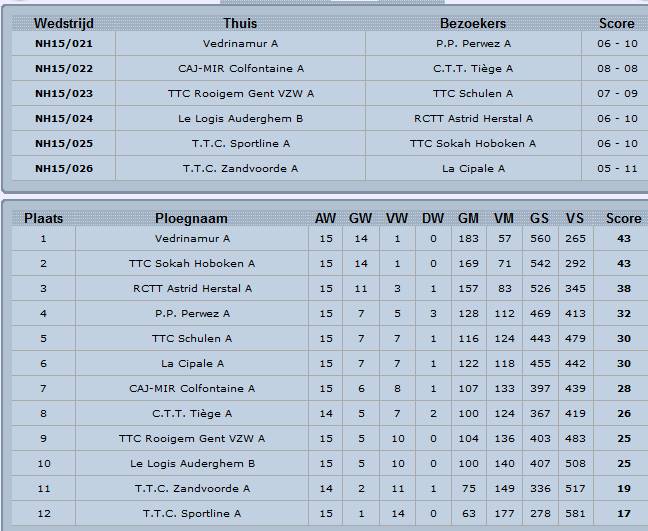 Wedstrijd Thuis Bezoekers Score
NH15/021 Vedrinamur A P.P. Perwez A 06 - 10
NH15/022 CAJ-MIR Colfontaine A C.T.T. Tiège A 08 - 08
NH15/023 TTC Rooigem Gent VZW A TTC Schulen A 07 - 09
NH15/024 Le Logis Auderghem B RCTT Astrid Herstal A 06 - 10
NH15/025 T.T.C. Sportline A TTC Sokah Hoboken A 06 - 10
NH15/026 T.T.C. Zandvoorde A La Cipale A 05 - 11
Plaats Ploegnaam AW GW VW DW GM VM GS VS Score
1 Vedrinamur A 15 14 1 0 183 57 560 265 43
2 TTC Sokah Hoboken A 15 14 1 0 169 71 542 292 43
3 RCTT Astrid Herstal A 15 11 3 1 157 83 526 345 38
4 P.P. Perwez A 15 7 5 3 128 112 469 413 32
5 TTC Schulen A 15 7 7 1 116 124 443 479 30
6 La Cipale A 15 7 7 1 122 118 455 442 30
7 CAJ-MIR Colfontaine A 15 6 8 1 107 133 397 439 28
8 C.T.T. Tiège A 14 5 7 2 100 124 367 419 26
9 TTC Rooigem Gent VZW A 15 5 10 0 104 136 403 483 25
10 Le Logis Auderghem B 15 5 10 0 100 140 407 508 25
11 T.T.C. Zandvoorde A 14 2 11 1 75 149 336 517 19
12 T.T.C. Sportline A 15 1 14 0 63 177 278 581 17